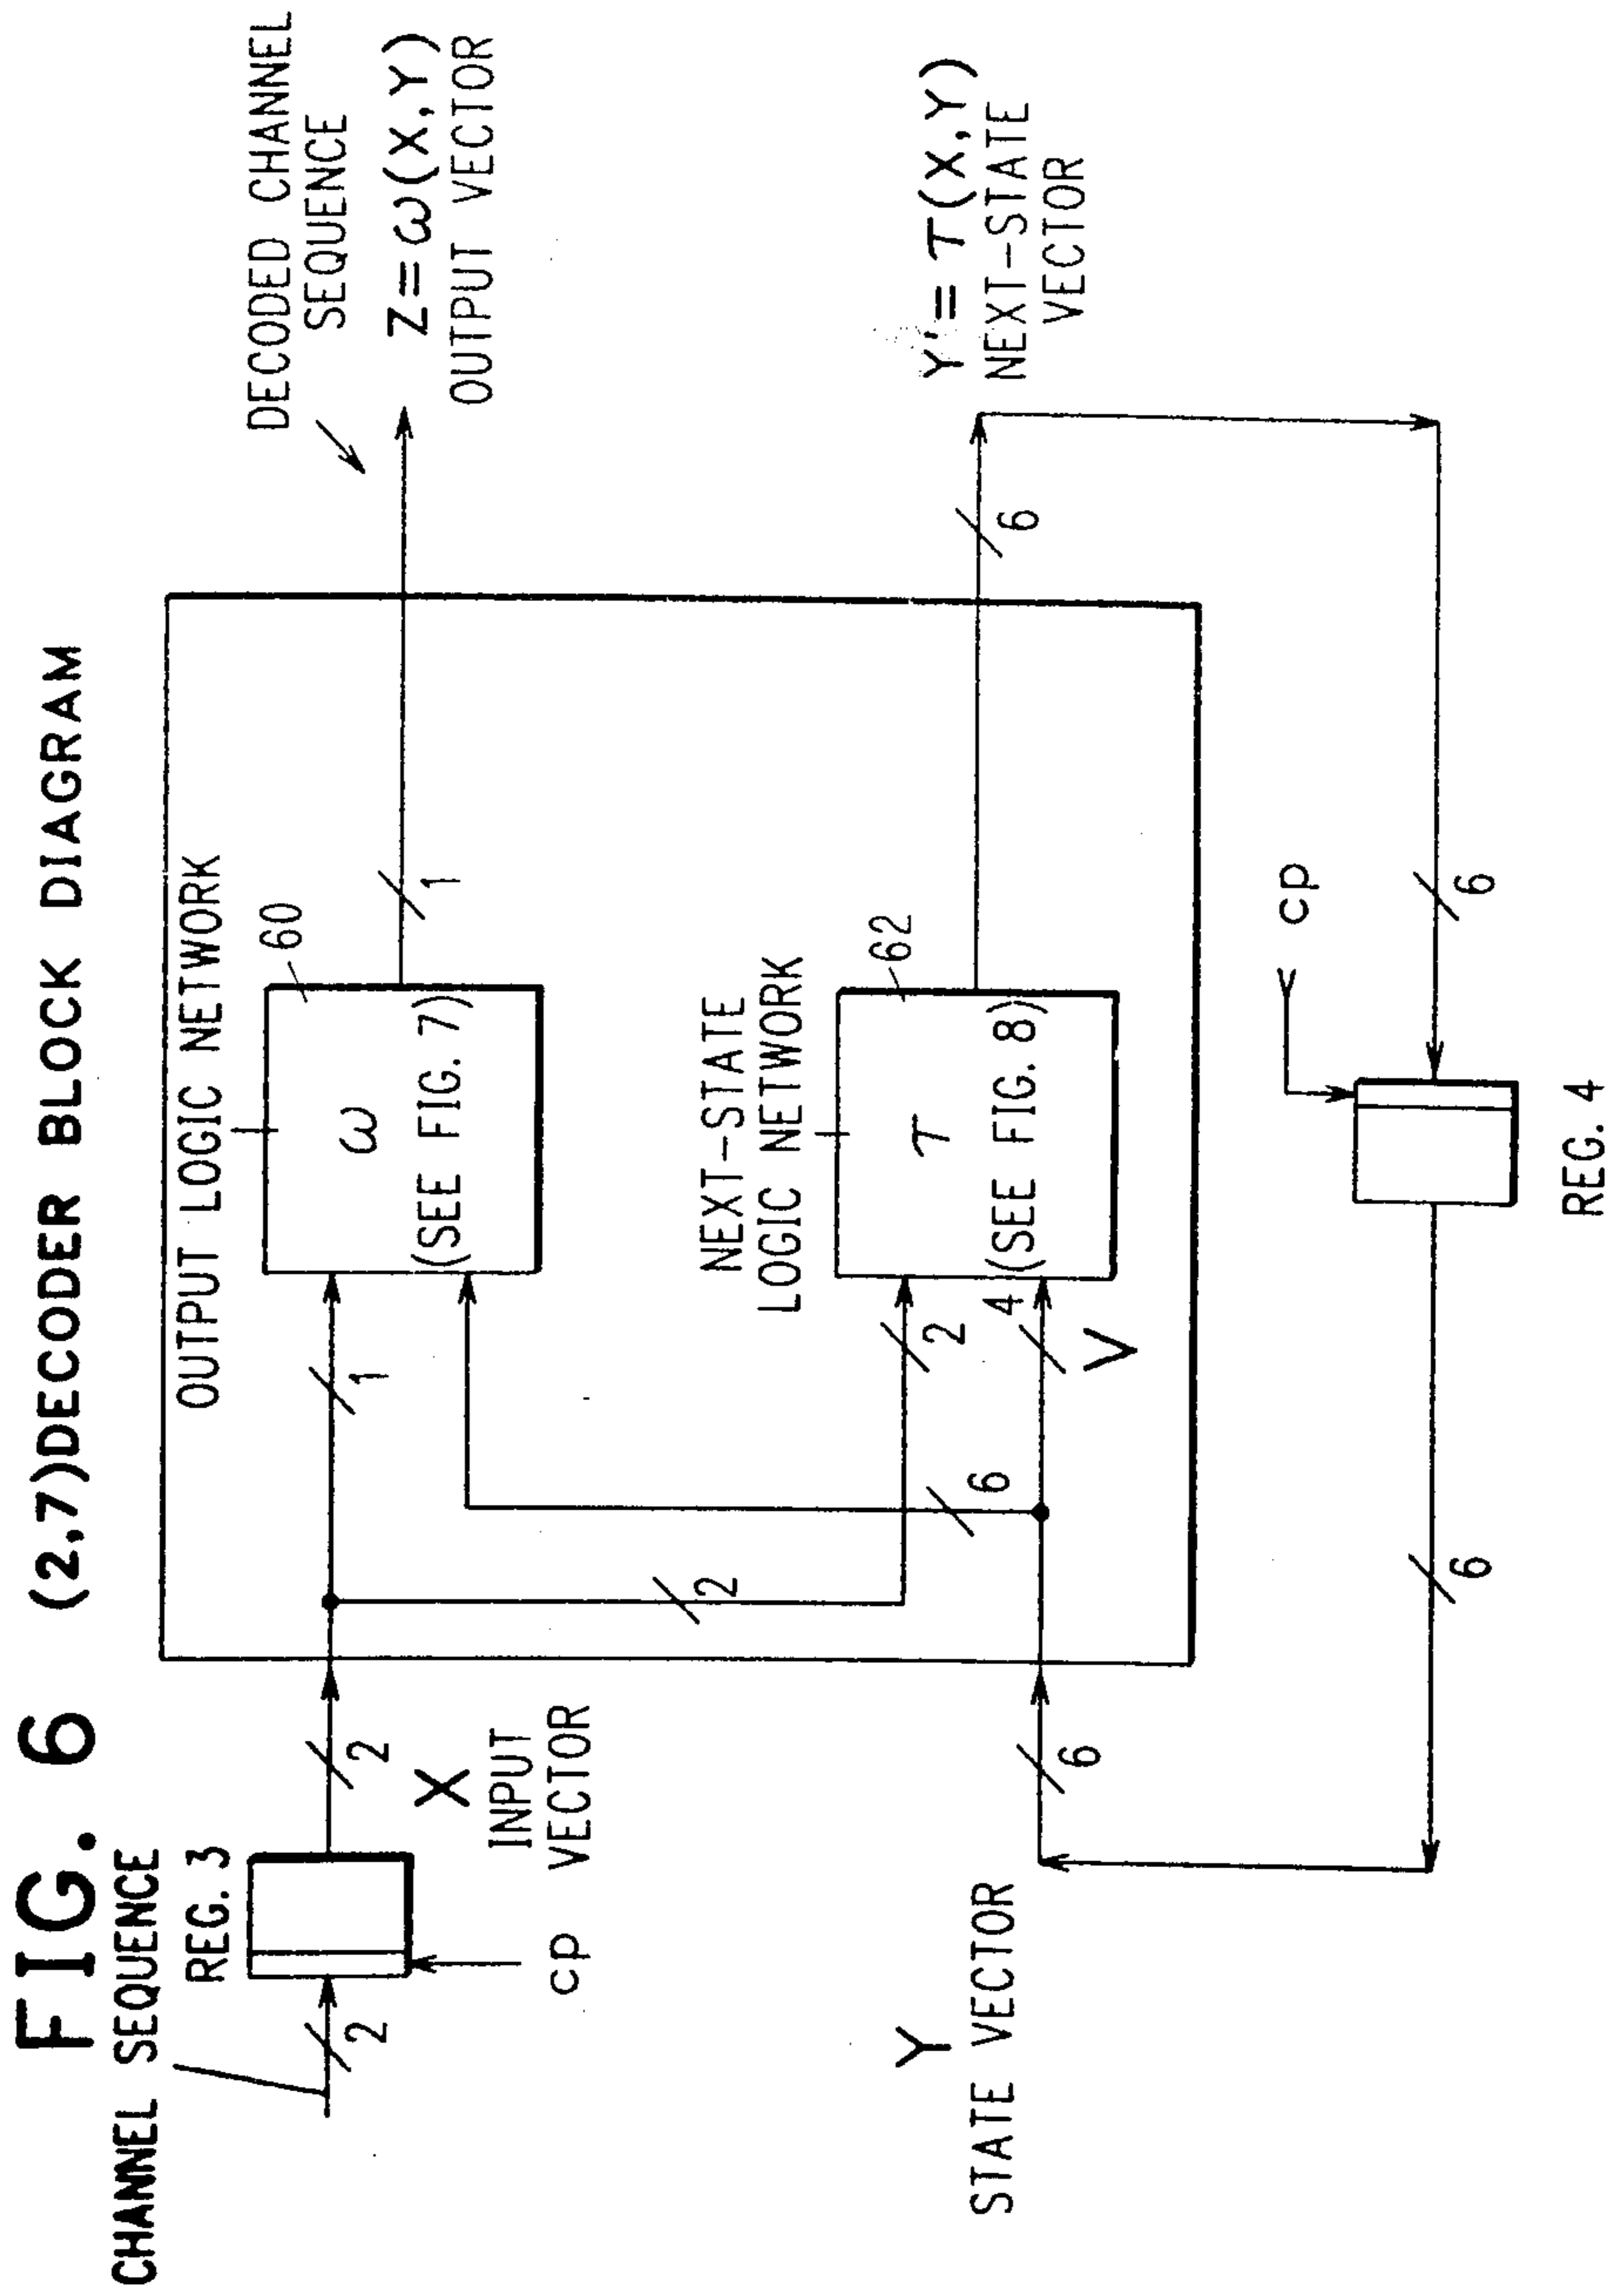 FIG. 6 (2,7)DECODER BLOCK DIAGRAM
CHANNEL SEQUENCE
REG. 3
2
cp
2
X
INPUT
VECTOR
OUTPUT LOGIC NETWORK
60
ω
(SEE FIG. 7)
1
1
DECODED CHANNEL
SEQUENCE
Z=ω(X,Y)
OUTPUT VECTOR
2
6
NEXT-STATE
LOGIC NETWORK
62
τ
(SEE FIG. 8)
2
4
V
6
Y'=τ(X,Y)
NEXT-STATE
VECTOR
Y
STATE VECTOR
6
6
cp
6
REG. 4